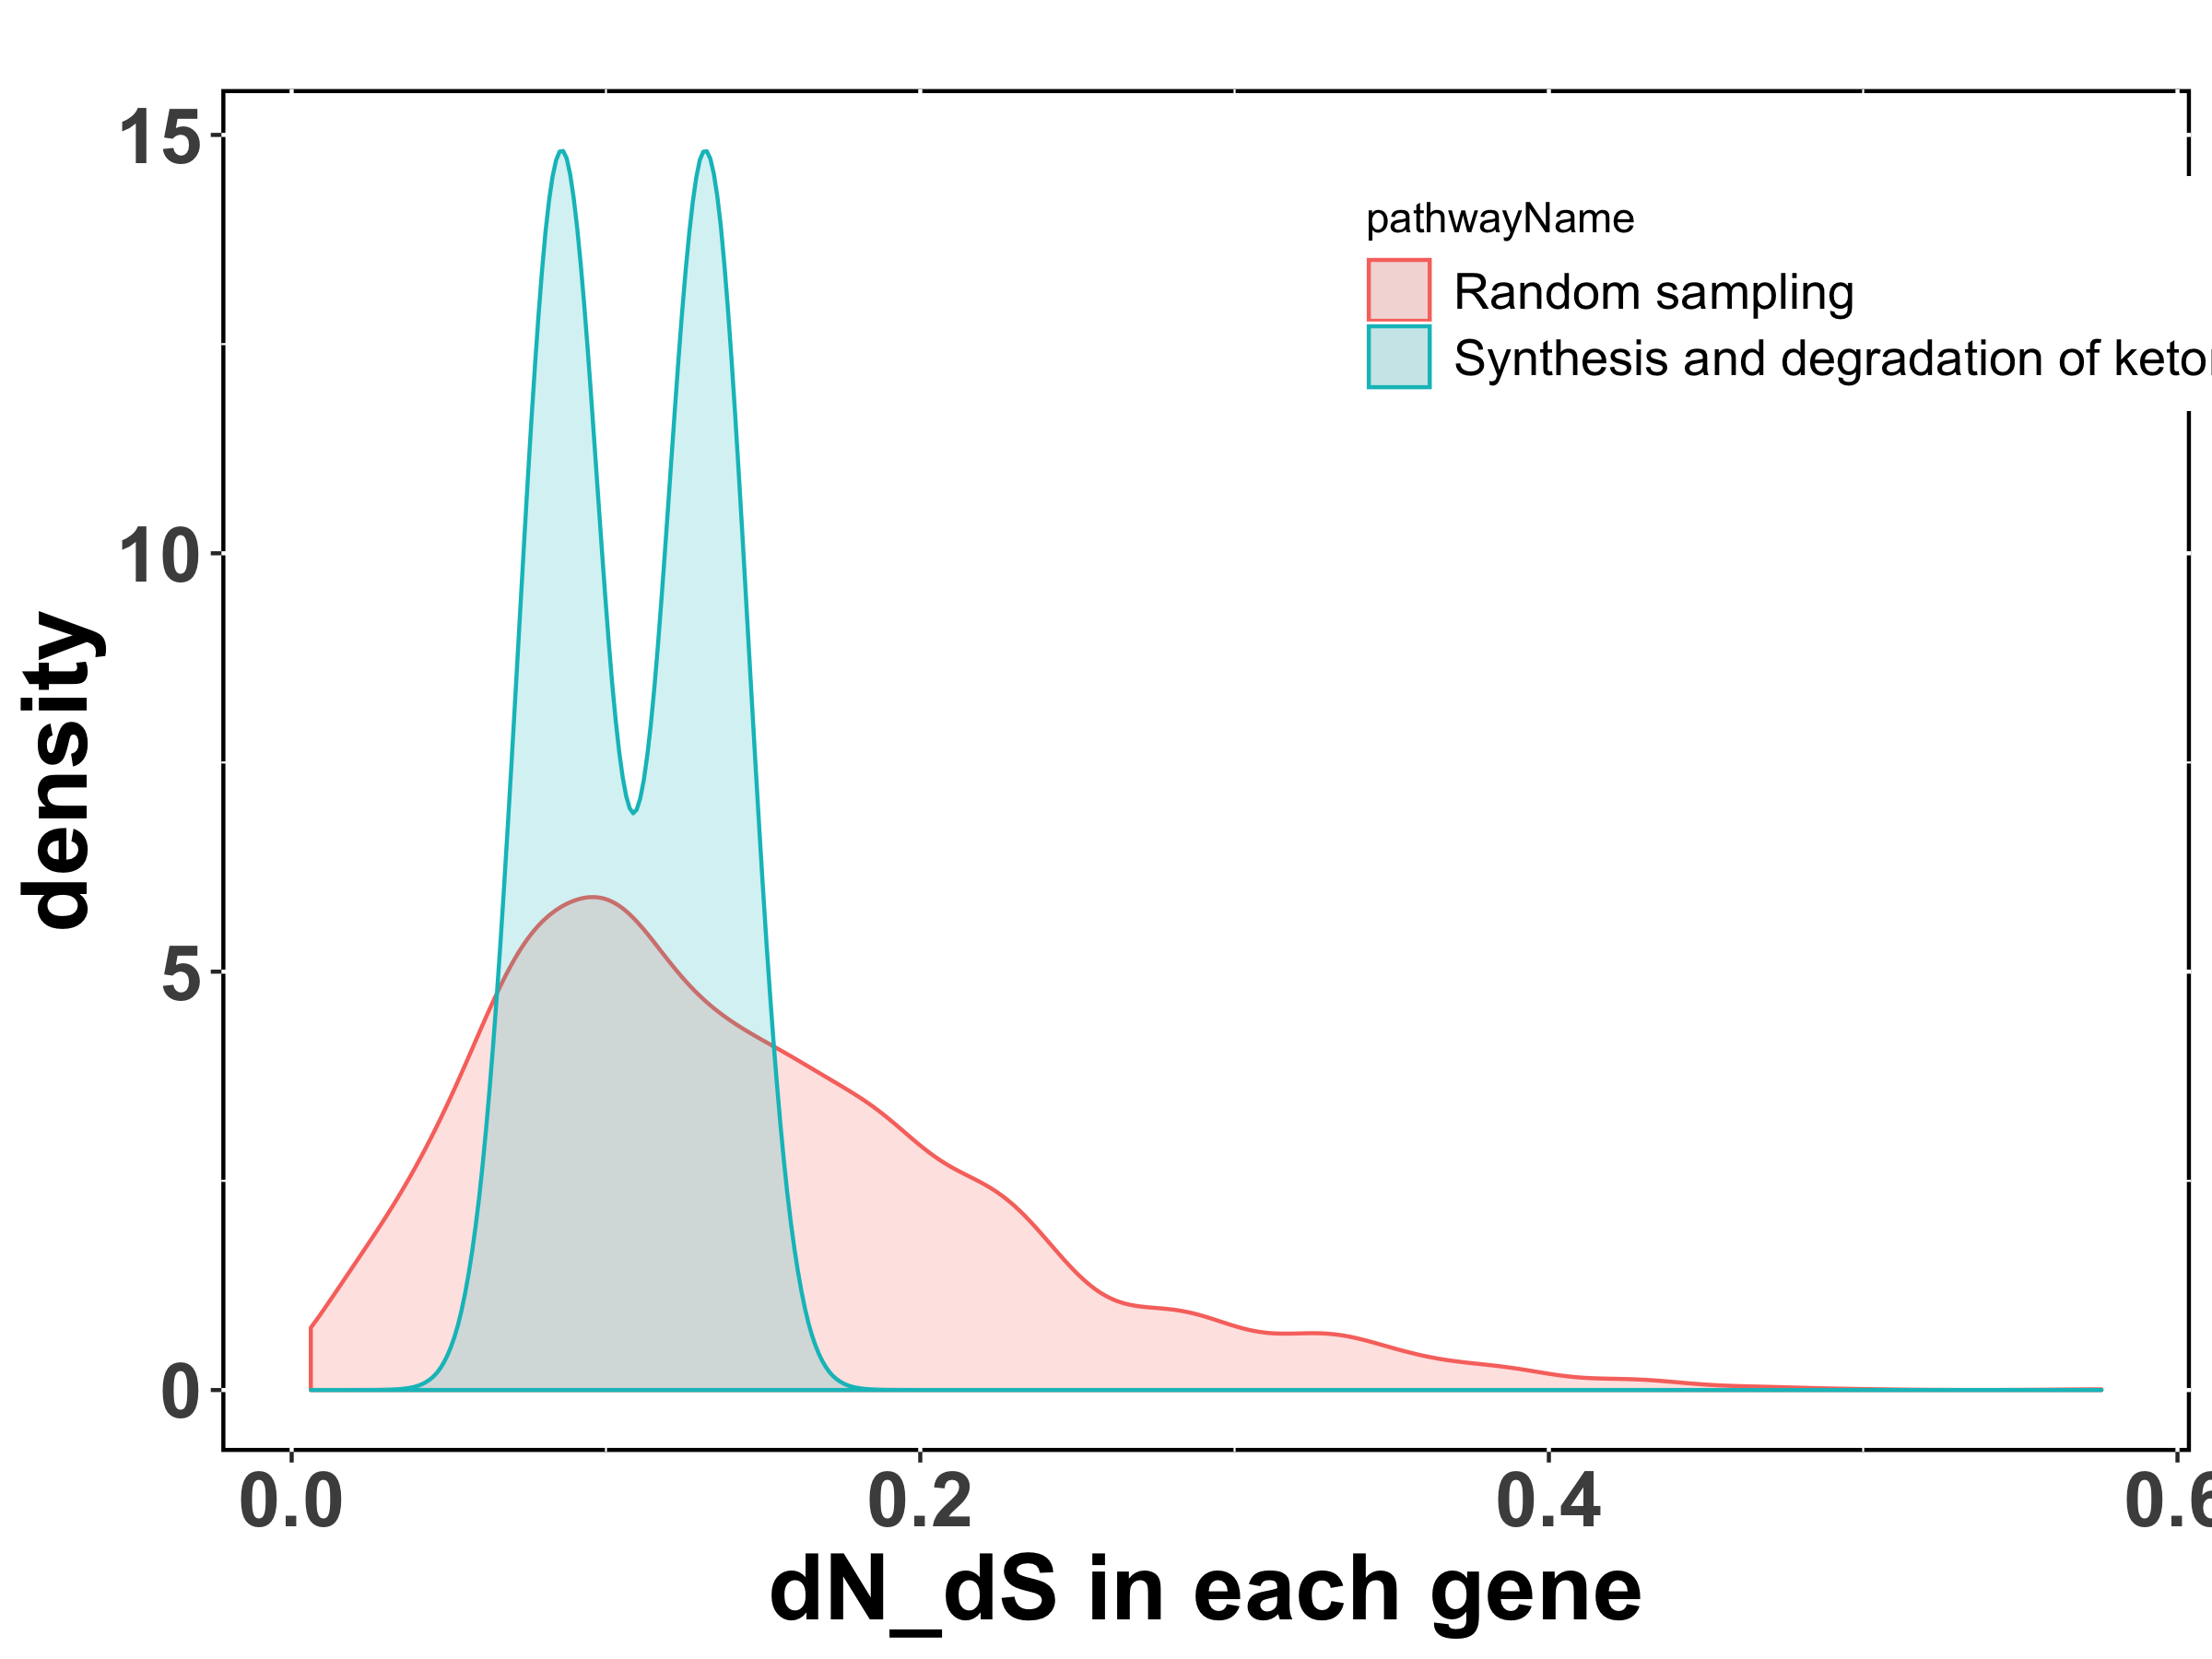 15
10
5
0
density
pathwayName
Random sampling
Synthesis and degradation of
0.0
0.2
0.4
dN_dS in each gene